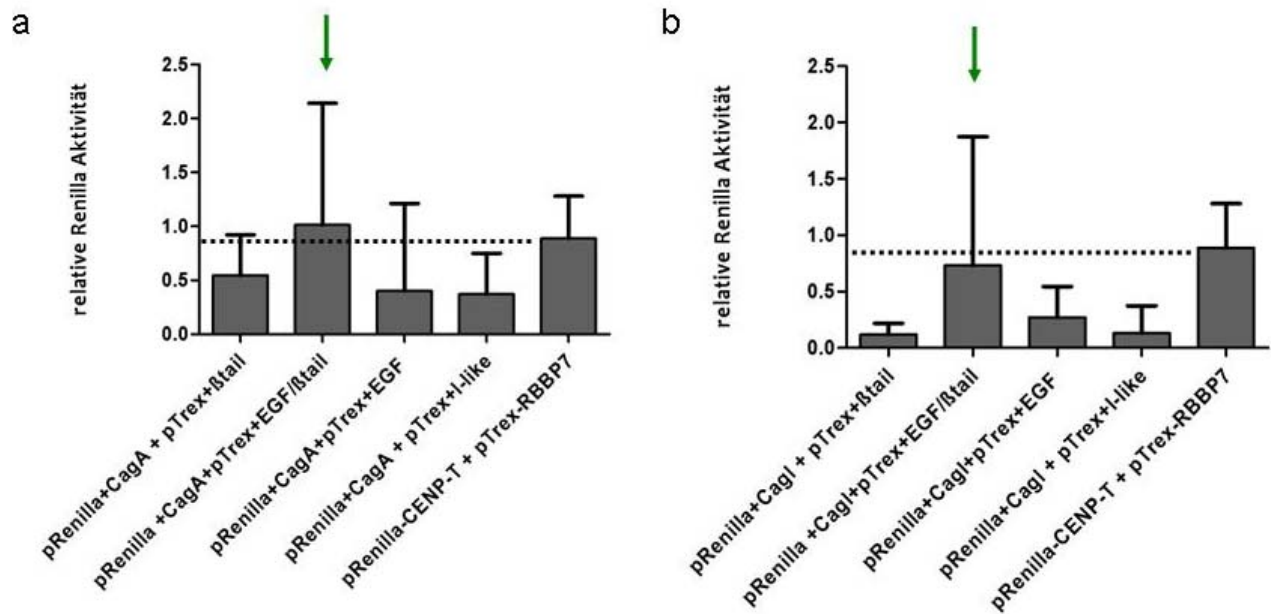 a
relative Renilla Aktivität
2.5
2.0
1.5
1.0
0.5
0.0
pRenilla+CagA + pTrex+ßtail
pRenilla +CagA+pTrex+EGF/ßtail
pRenilla+CagA+pTrex+EGF
pRenilla+CagA + pTrex+I-like
pRenilla-CENP-T + pTrex-RBBP7
b
relative Renilla Aktivität
2.5
2.0
1.5
1.0
0.5
0.0
pRenilla+CagI + pTrex+ßtail
pRenilla +CagI+pTrex+EGF/ßtail
pRenilla+CagI+pTrex+EGF
pRenilla+CagI + pTrex+I-like
pRenilla-CENP-T + pTrex-RBBP7